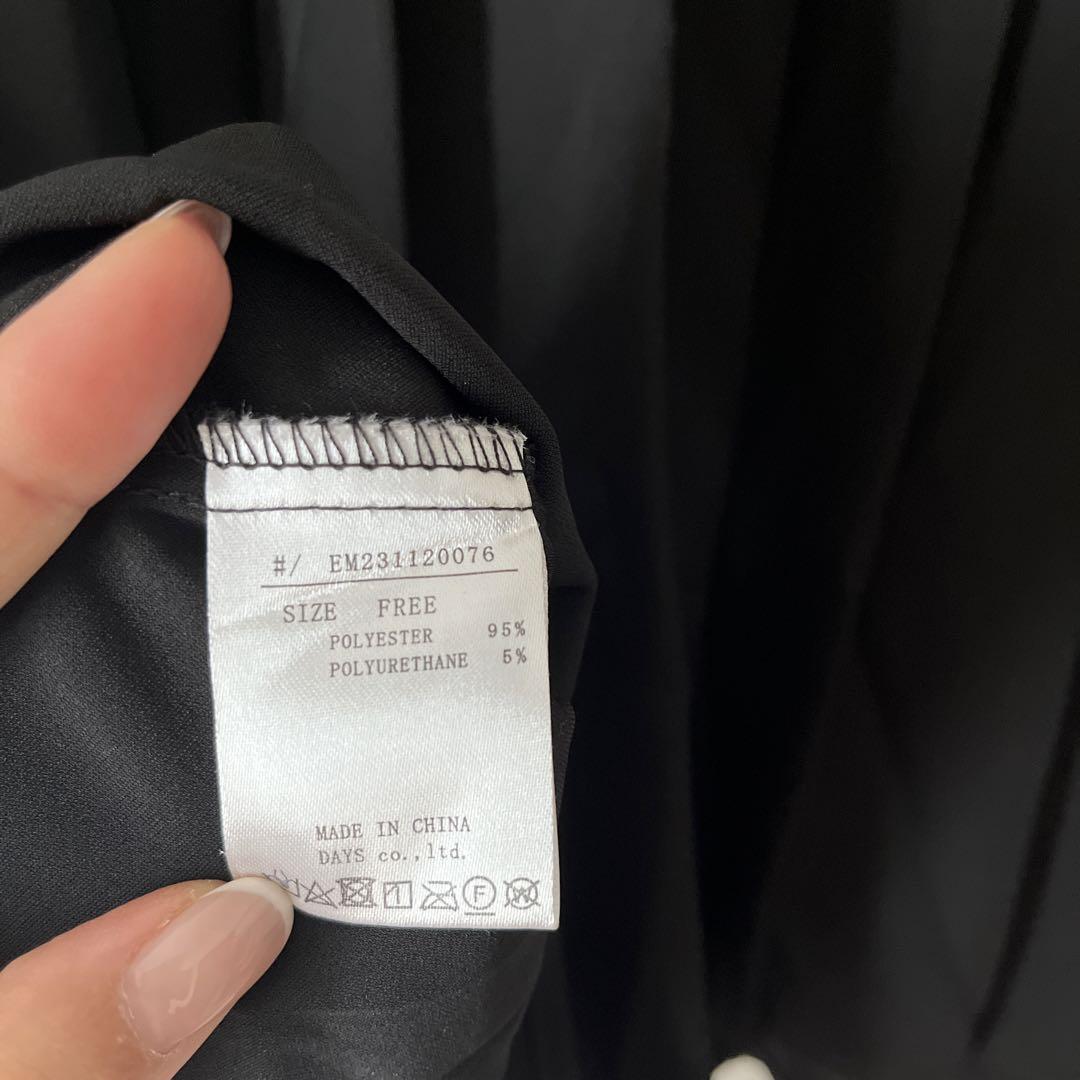 #/ EM231120076
SIZE FREE
POLYESTER 95%
POLYURETHANE 5%
MADE IN CHINA
DAYS co.,ltd.
F W